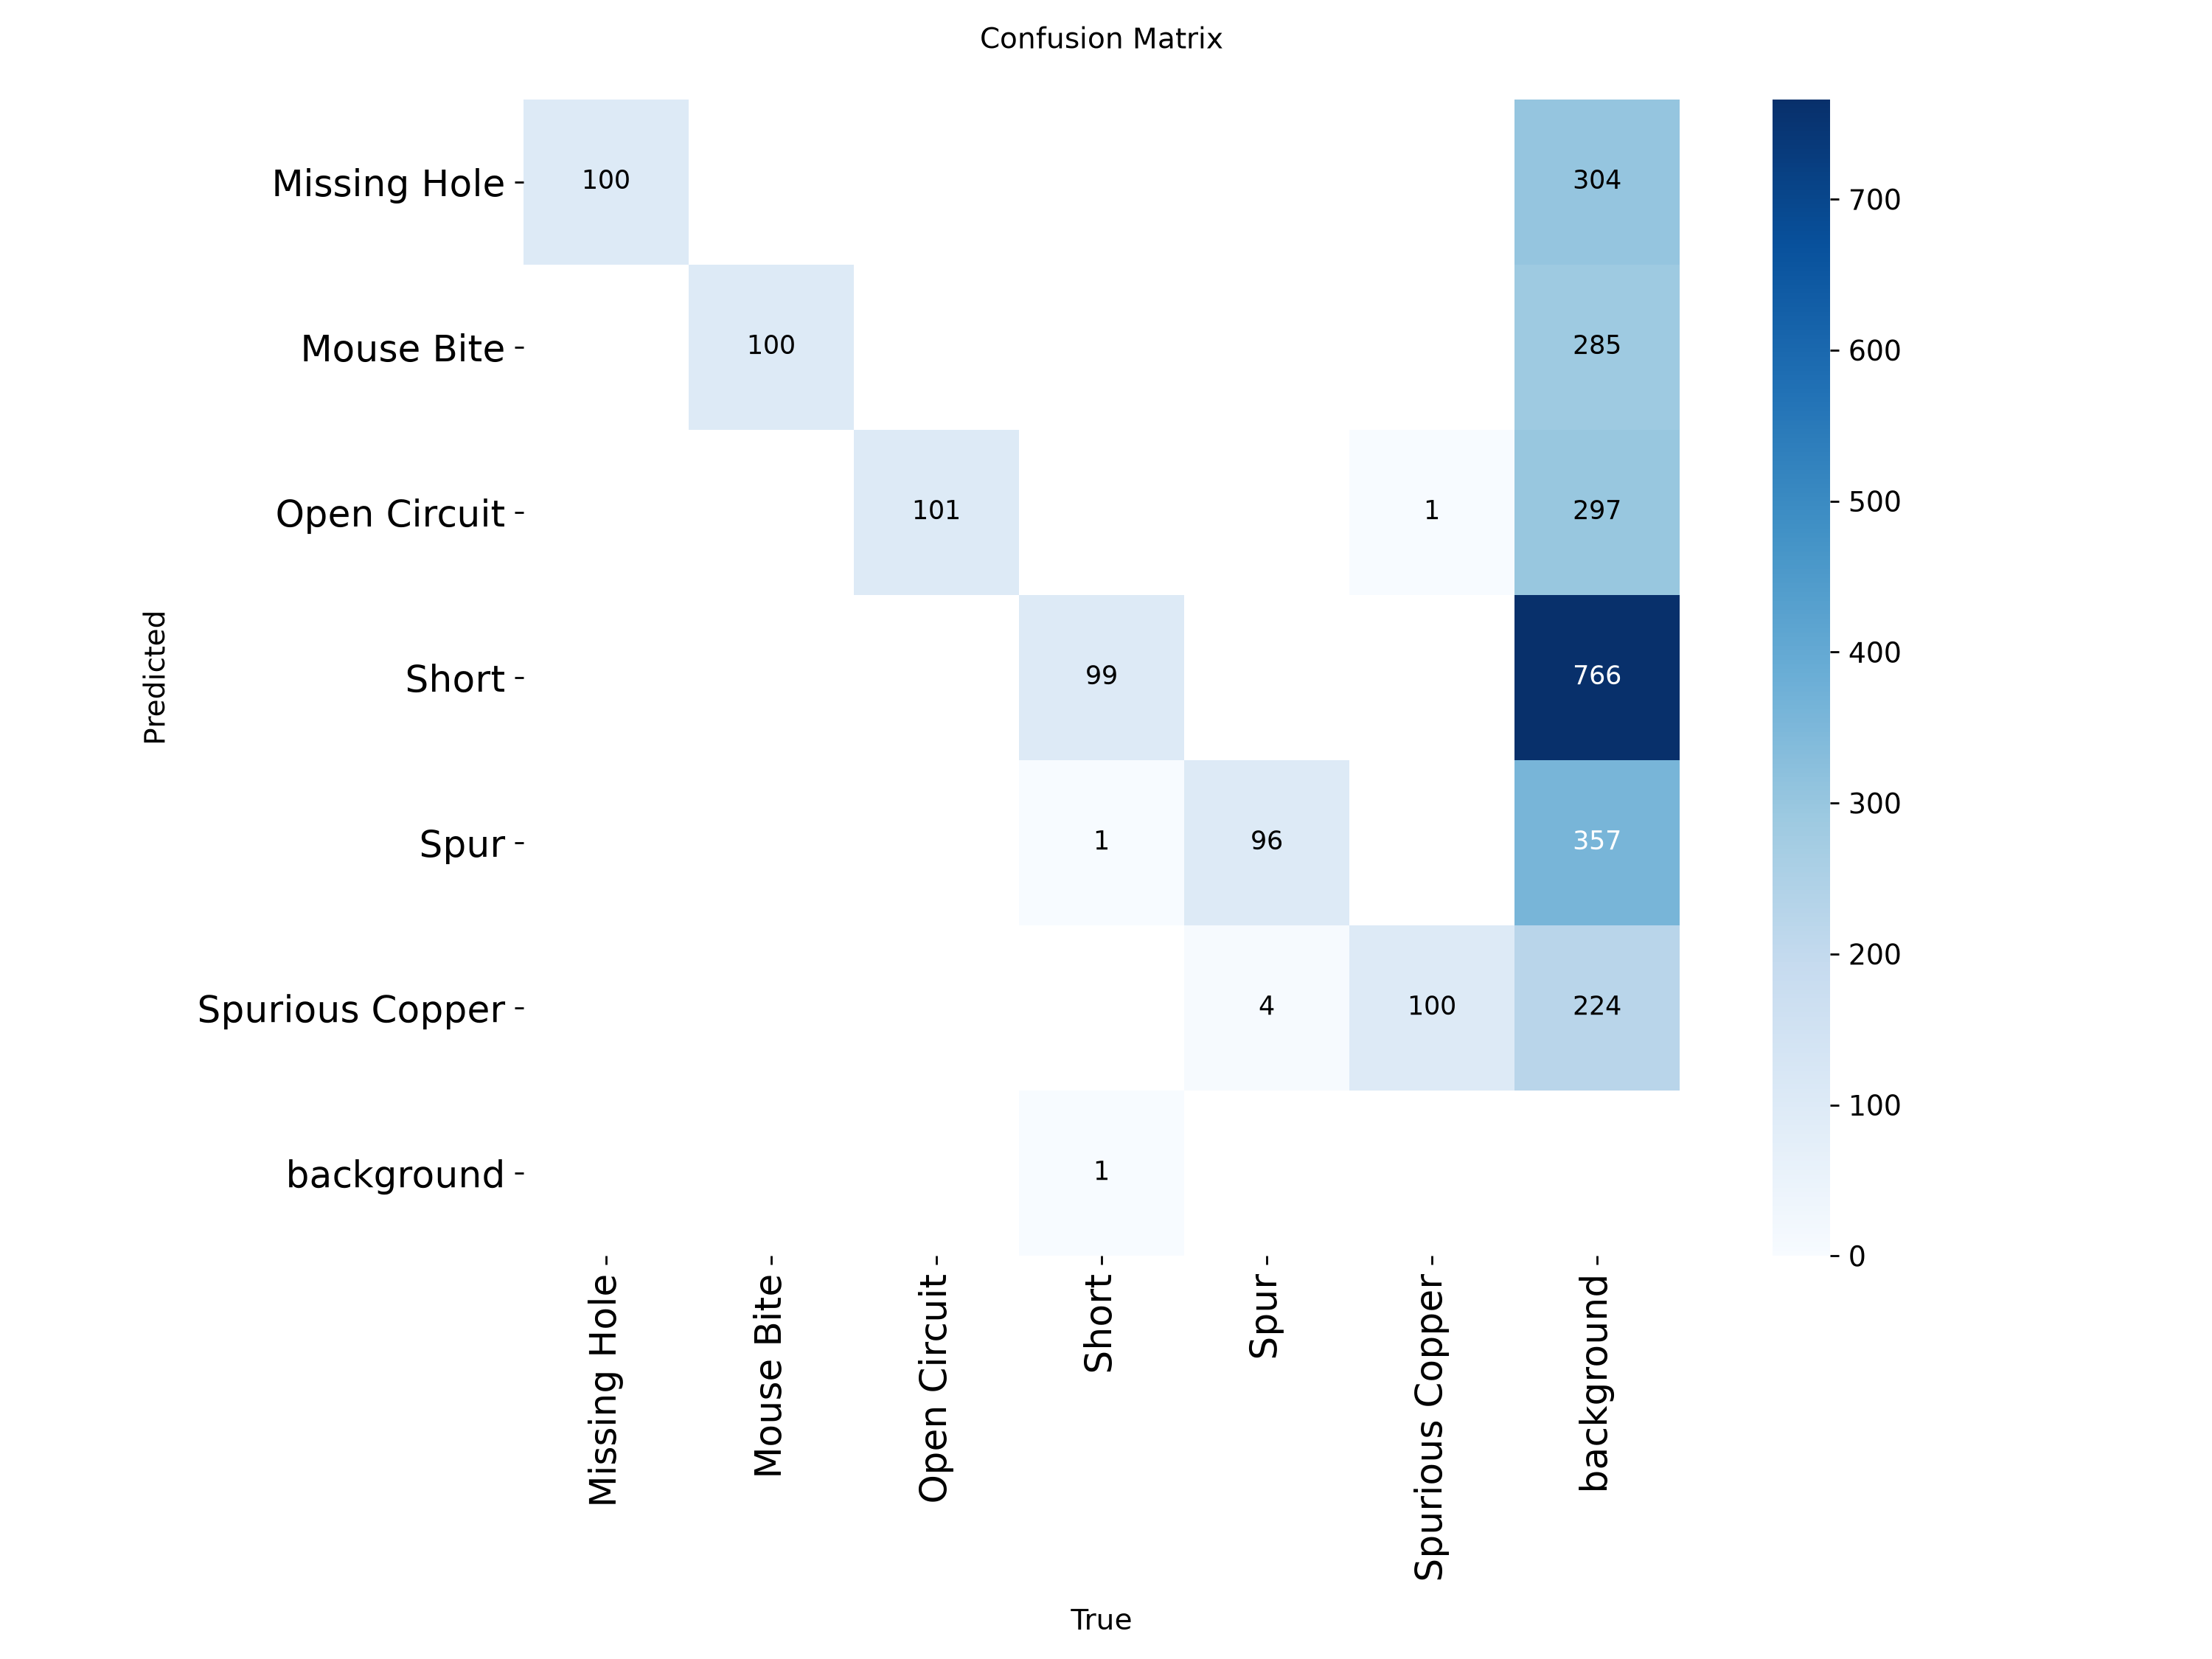 Confusion Matrix
Missing Hole
100
304
700
Mouse Bite
100
285
600
Open Circuit
101
1
297
500
Short
99
766
400
Spur
1
96
357
300
Spurious Copper
4
100
224
200
background
1
100
0
Predicted
Missing Hole
Mouse Bite
Open Circuit
Short
Spur
Spurious Copper
background
True